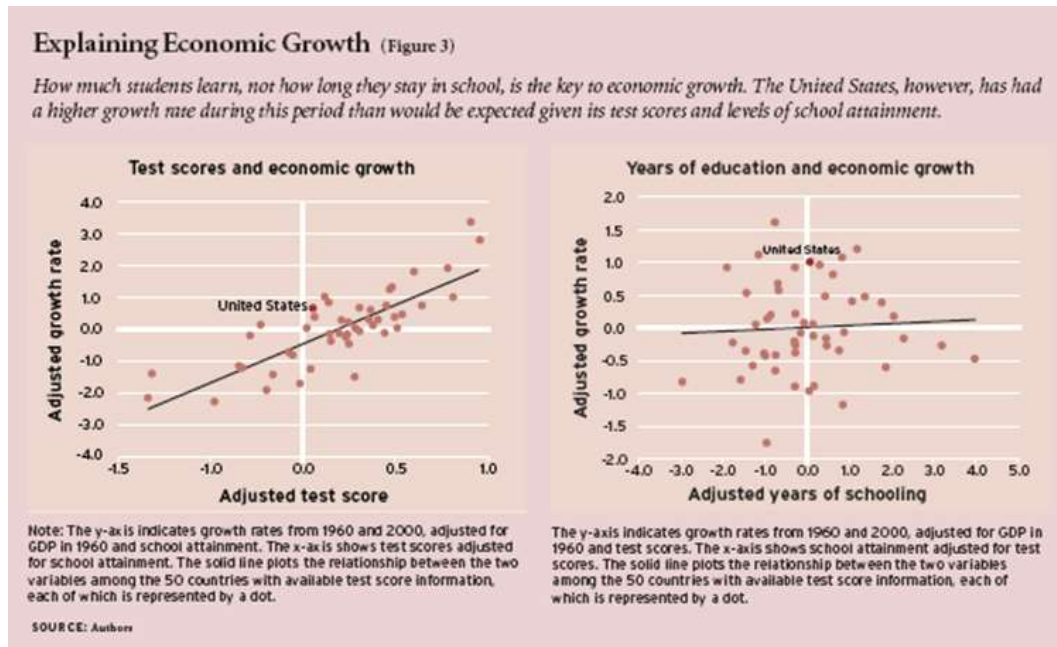 Explaining Economic Growth (Figure 3)
How much students learn, not how long they stay in school, is the key to economic growth. The United States, however, has had
a higher growth rate during this period than would be expected given its test scores and levels of school attainment.
Test scores and economic growth
4.0
3.0
2.0
1.0
0.0
-1.0
-2.0
-3.0
-4.0
Adjusted growth rate
United States
-1.5
-1.0
0.0
0.5
1.0
Adjusted test score
Note: The y-axis indicates growth rates from 1960 and 2000, adjusted for
GDP in 1960 and school attainment. The x-axis shows test scores adjusted
for school attainment. The solid line plots the relationship between the two
variables among the 50 countries with available test score information,
each of which is represented by a dot.
Years of education and economic growth
2.0
1.5
1.0
0.5
0.0
-0.5
-1.0
-1.5
-2.0
Adjusted growth rate
United States
-4.0
-3.0
-2.0
-1.0
0.0
1.0
2.0
3.0
4.0
5.0
Adjusted years of schooling
The y-axis indicates growth rates from 1960 and 2000, adjusted for GDP in
1960 and test scores. The x-axis shows school attainment adjusted for test
scores. The solid line plots the relationship between the two variables
among the 50 countries with available test score information, each of
which is represented by a dot.
SOURCE: Authors